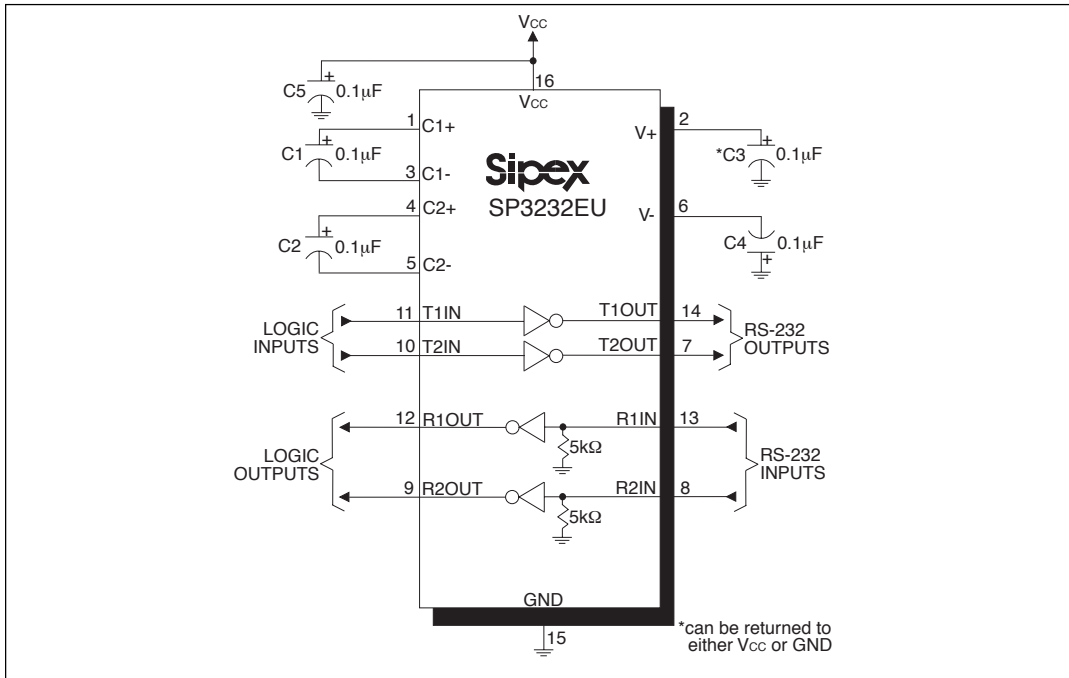 VCC
16
VCC
C5
+
0.1µF
1
C1+
C1
+
0.1µF
3
C1-
4
C2+
C2
+
0.1µF
5
C2-
Sipex
SP3232EU
V+
2
*C3
+
0.1µF
V-
6
C4
0.1µF
+
LOGIC
INPUTS
11
T1IN
T1OUT
14
10
T2IN
T2OUT
7
RS-232
OUTPUTS
LOGIC
OUTPUTS
12
R1OUT
R1IN
13
5kΩ
9
R2OUT
R2IN
8
5kΩ
RS-232
INPUTS
GND
15
*can be returned to
either VCC or GND